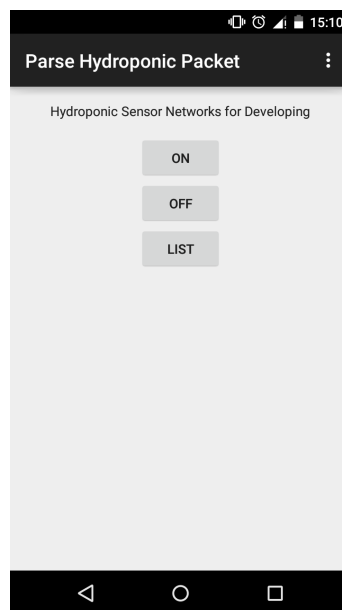 15:10
Parse Hydroponic Packet
Hydroponic Sensor Networks for Developing
ON
OFF
LIST